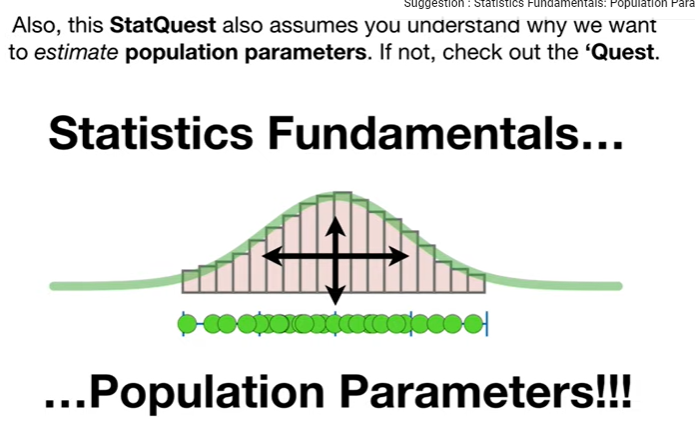 Suggestion : Statistics Fundamentals: Population Para
Also, this StatQuest also assumes you understand why we want
to estimate population parameters. If not, check out the ‘Quest.
Statistics Fundamentals...
...Population Parameters!!!